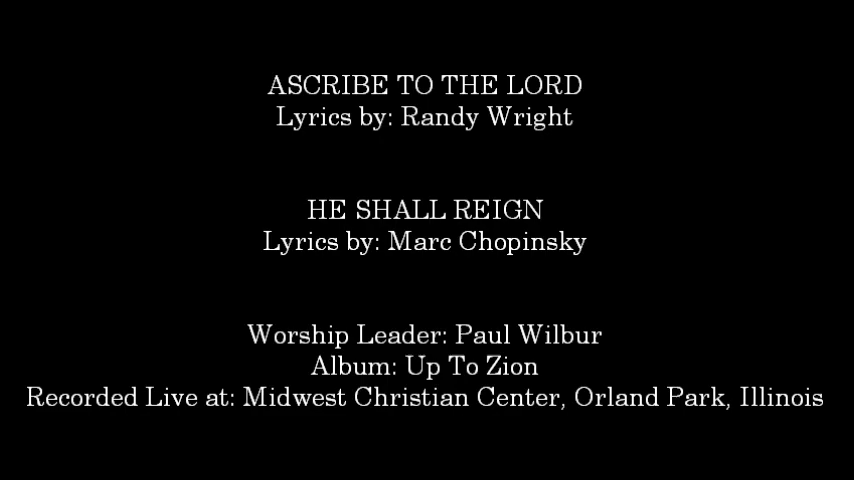 ASCRIBE TO THE LORD
Lyrics by: Randy Wright
HE SHALL REIGN
Lyrics by: Marc Chopinsky
Worship Leader: Paul Wilbur
Album: Up To Zion
Recorded Live at: Midwest Christian Center, Orland Park, Illinois